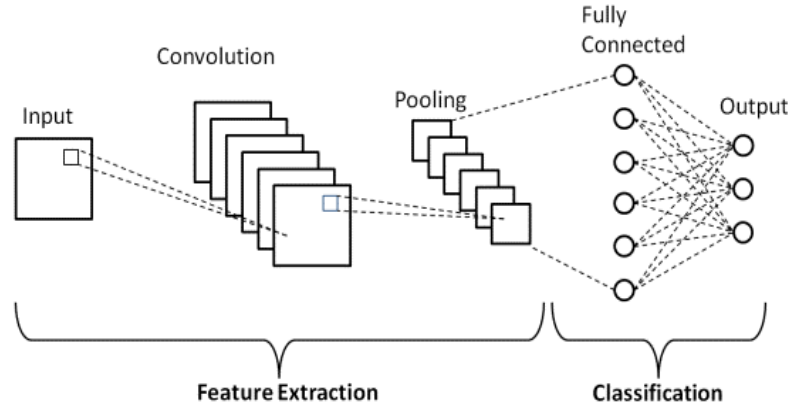 Fully
Connected
Convolution
Pooling
Output
Input
Feature Extraction
Classification